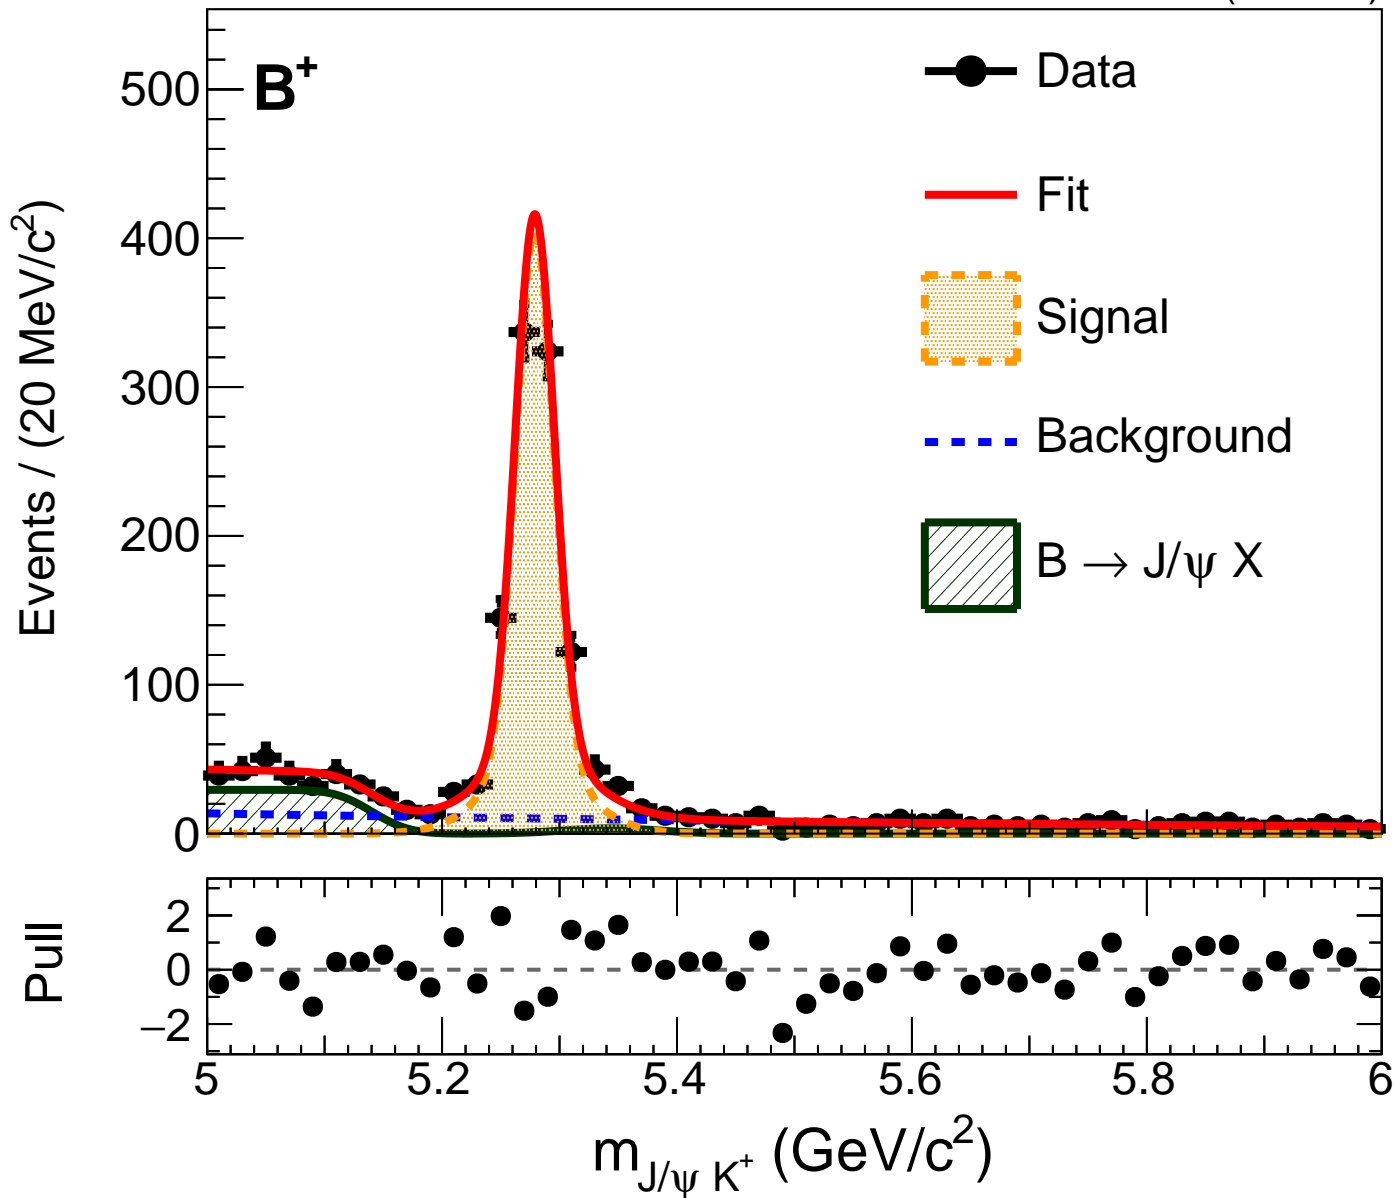 B⁺
Data
Fit
Signal
Background
B → J/ψ X
Events / (20 MeV/c²)
500
400
300
200
100
0
Pull
2
0
−2
5 5.2 5.4 5.6 5.8 6
m_{J/ψ K⁺} (GeV/c²)